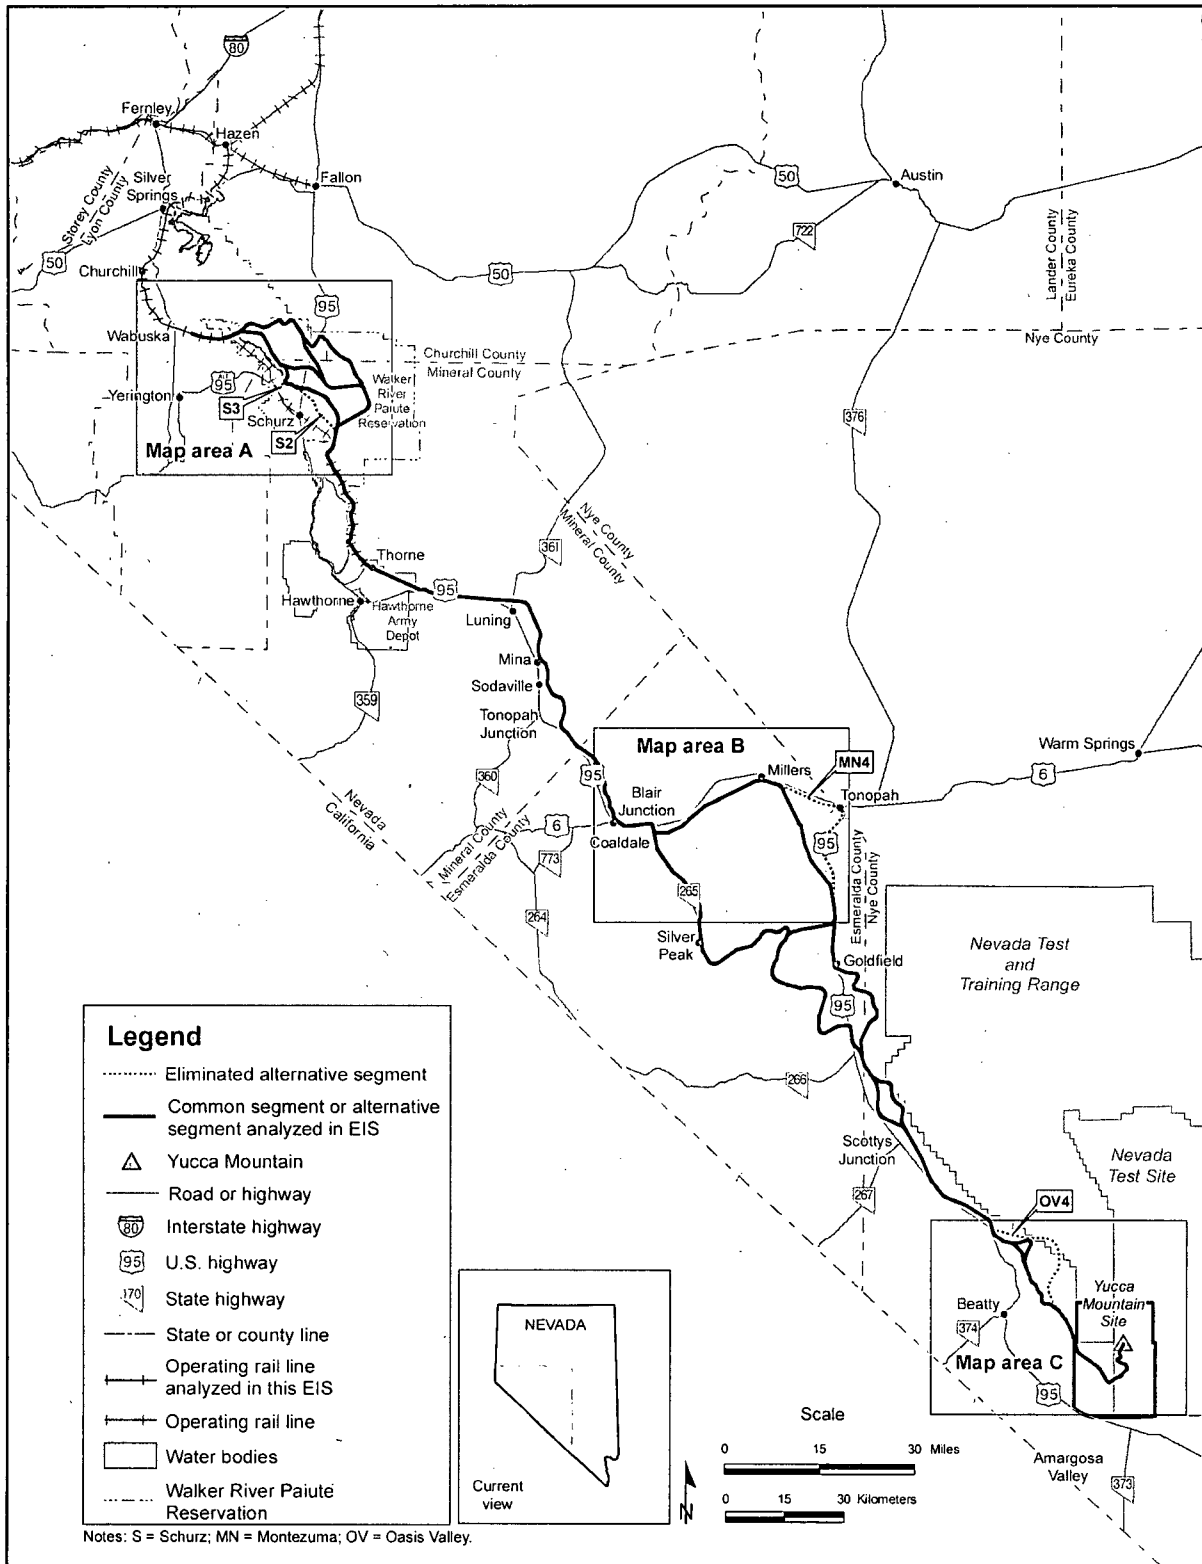 80
Fernley
Hazen
Fallon
Silver
Springs
Storey County
Lyon County
50
Churchill
50
722
50
Austin
Lander County
Eureka County
Nye County
95
Wabuska
Churchill County
Mineral County
Walker
River
Paiute
Reservation
95
Yerington
S3
Schurz
S2
Map area A
376
Nye County
Mineral County
361
Thorne
95
Hawthorne
Hawthorne
Army
Depot
Luning
Mina
Sodaville
359
Tonopah
Junction
Map area B
Millers
MN4
Warm Springs
6
Tonopah
95
360
Blair
Junction
6
Coaldale
95
Nevada
California
Mineral County
Esmeralda County
773
264
265
Esmeralda County
Nye County
Silver
Peak
Goldfield
Nevada Test
and
Training Range
95
266
Scottys
Junction
Nevada
Test Site
267
OV4
Yucca
Mountain
Site
Beatty
374
Map area C
95
Amargosa
Valley
373
Legend
Eliminated alternative segment
Common segment or alternative
segment analyzed in EIS
Yucca Mountain
Road or highway
80 Interstate highway
95 U.S. highway
170 State highway
State or county line
Operating rail line
analyzed in this EIS
Operating rail line
Water bodies
Walker River Paiute
Reservation
NEVADA
Current
view
N
Scale
0 15 30 Miles
0 15 30 Kilometers
Notes: S = Schurz; MN = Montezuma; OV = Oasis Valley.